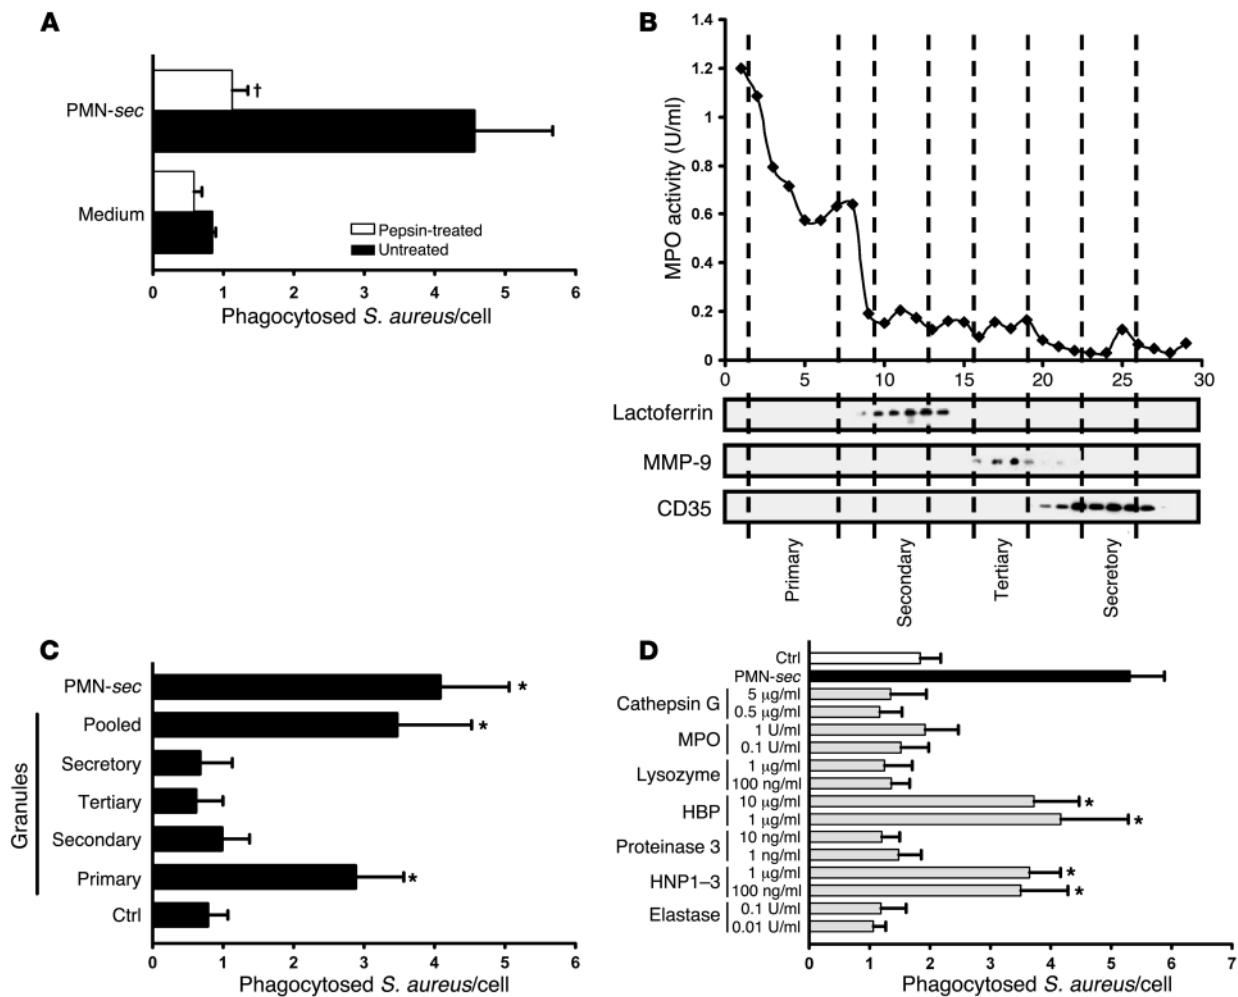 A
PMN-sec
†
Medium
Pepsin-treated
Untreated
0 1 2 3 4 5 6
Phagocytosed S. aureus/cell
B
MPO activity (U/ml)
1.4
1.2
1
0.8
0.6
0.4
0.2
0
0 5 10 15 20 25 30
Lactoferrin
MMP-9
CD35
Primary
Secondary
Tertiary
Secretory
C
Granules
PMN-sec *
Pooled *
Secretory
Tertiary
Secondary
Primary *
Ctrl
0 1 2 3 4 5 6
Phagocytosed S. aureus/cell
D
Ctrl
PMN-sec
Cathepsin G
5 µg/ml
0.5 µg/ml
MPO
1 U/ml
0.1 U/ml
Lysozyme
1 µg/ml
100 ng/ml
HBP
10 µg/ml *
1 µg/ml *
Proteinase 3
10 ng/ml
1 ng/ml
HNP1–3
1 µg/ml *
100 ng/ml *
Elastase
0.1 U/ml
0.01 U/ml
0 1 2 3 4 5 6 7
Phagocytosed S. aureus/cell